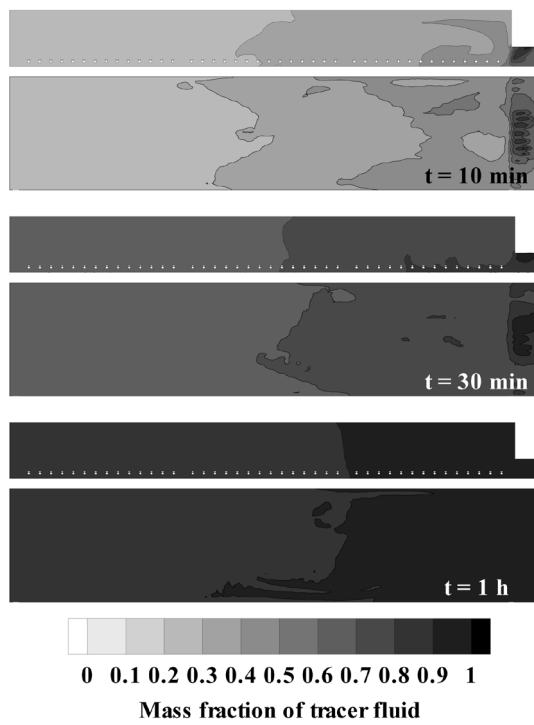 t = 10 min
t = 30 min
t = 1 h
0 0.1 0.2 0.3 0.4 0.5 0.6 0.7 0.8 0.9 1
Mass fraction of tracer fluid